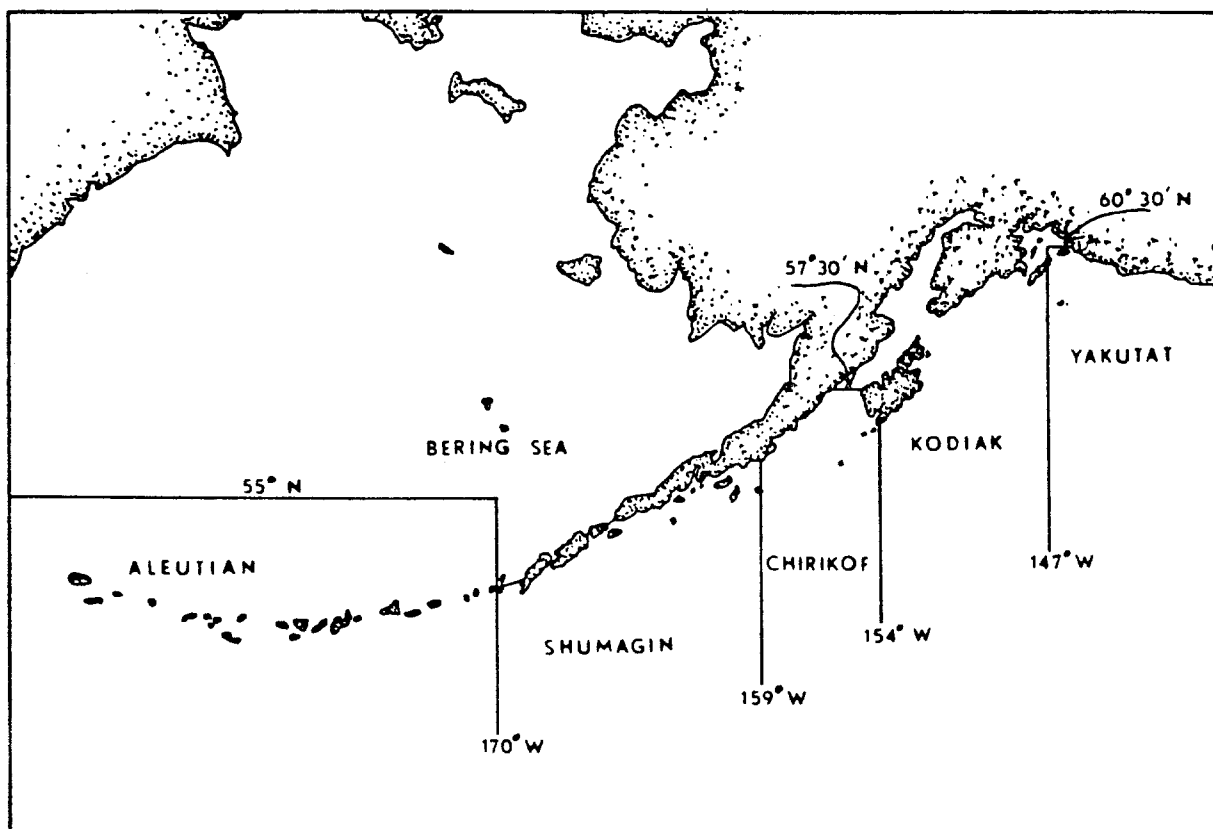 60° 30' N
57° 30' N
YAKUTAT
BERING SEA
KODIAK
55° N
ALEUTIAN
CHIRIKOF
147° W
SHUMAGIN
154° W
159° W
170° W